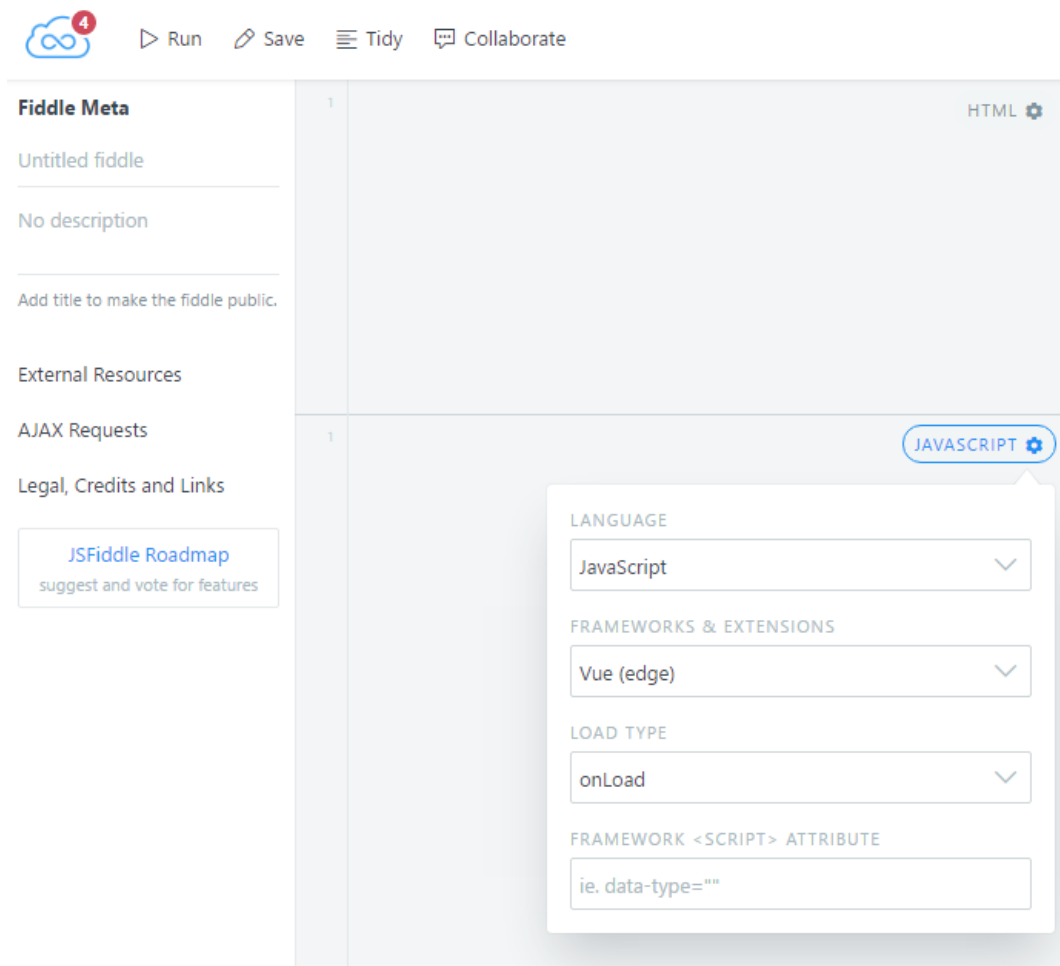 4
Run Save Tidy Collaborate
Fiddle Meta
Untitled fiddle
No description
Add title to make the fiddle public.
External Resources
AJAX Requests
Legal, Credits and Links
JSFiddle Roadmap
suggest and vote for features
1
HTML
1
JAVASCRIPT
LANGUAGE
JavaScript
FRAMEWORKS & EXTENSIONS
Vue (edge)
LOAD TYPE
onLoad
FRAMEWORK <SCRIPT> ATTRIBUTE
ie. data-type=""